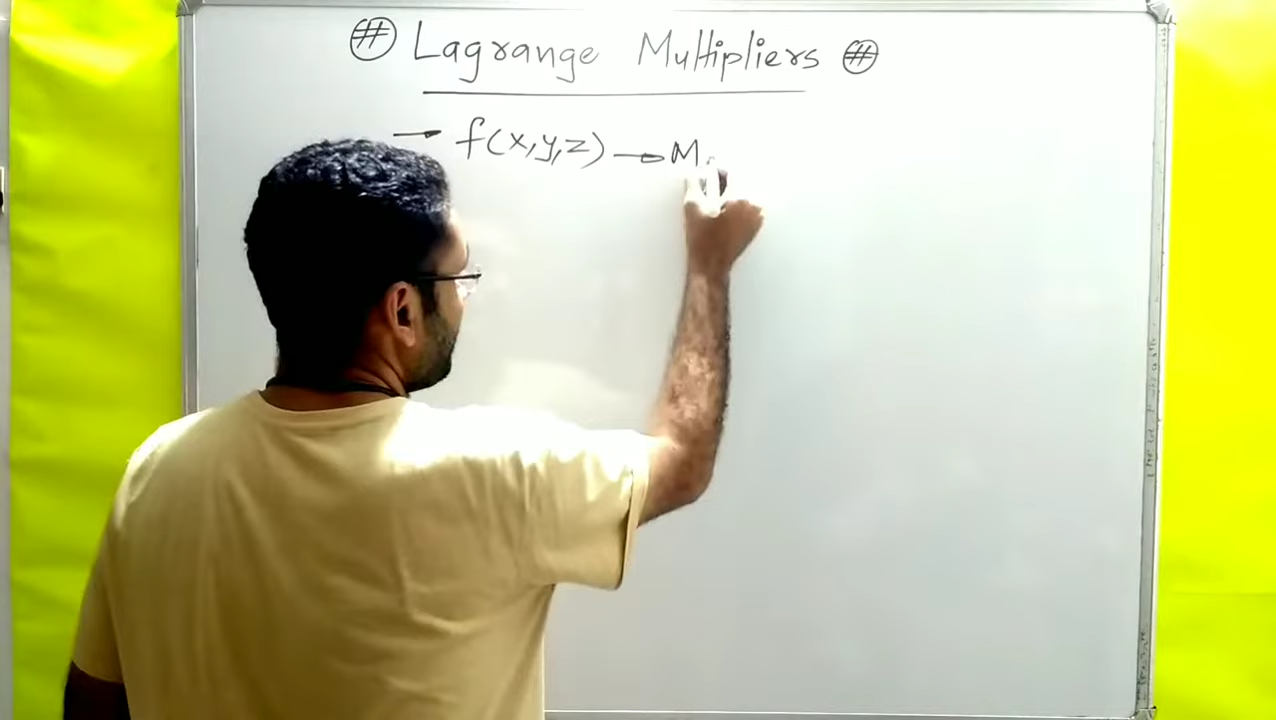 # Lagrange Multipliers #
→ f(x,y,z) → M